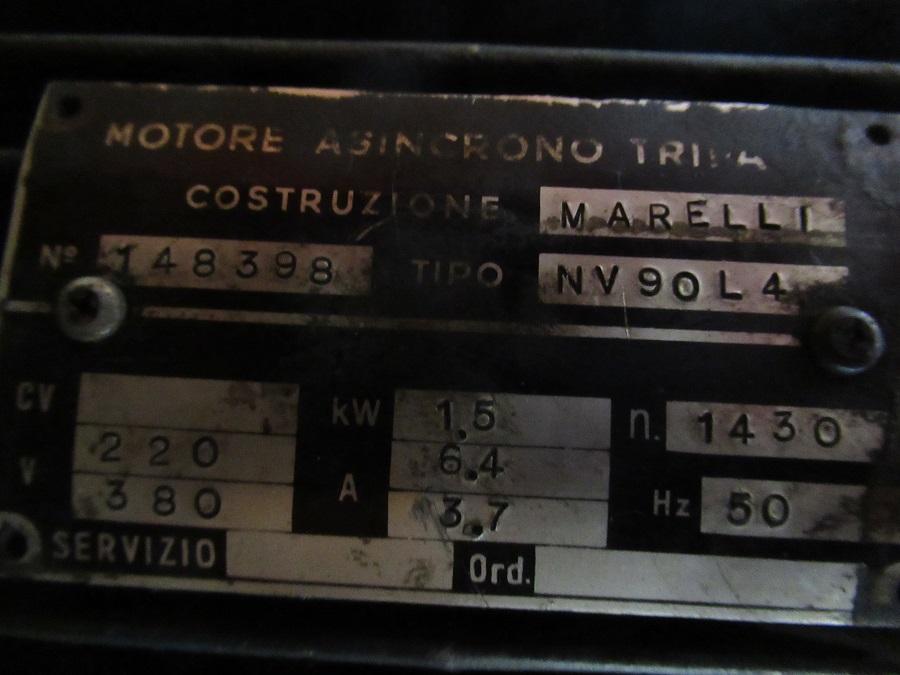 MOTORE ASINCRONO
COSTRUZIONE MARELLI
Nº 148398 TIPO NV90L4
CV kW 1.5 n. 1430
V 220 A 6.4
380 3.7 Hz 50
SERVIZIO Ord.